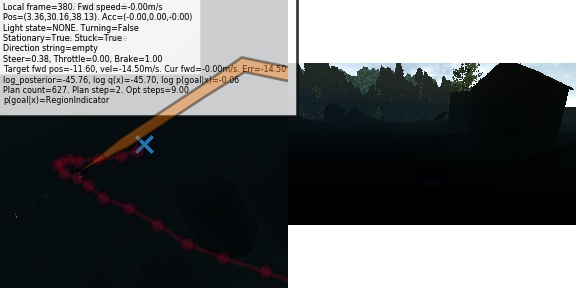 Local frame=380: Fwd speed=-0.00m/s
Pos=(3.36,30.16,38.13). Acc=(-0.00,0.00,-0.00)
Light state=NONE. Turning=False
Stationary=True: Stuck=True
Direction string=empty
Steer=0.38, Throttle=0.00, Brake=1.00
Target fwd pos=-11.60, vel=-14.50m/s. Cur fwd=-0.00m/s. Err=-14.50
log_posterior=-45.76, log q(x)=-45.70, log p(goal|x)=-0.06
Plan count=627. Plan step=2. Opt steps=9.00
p(goal|x)=RegionIndicator